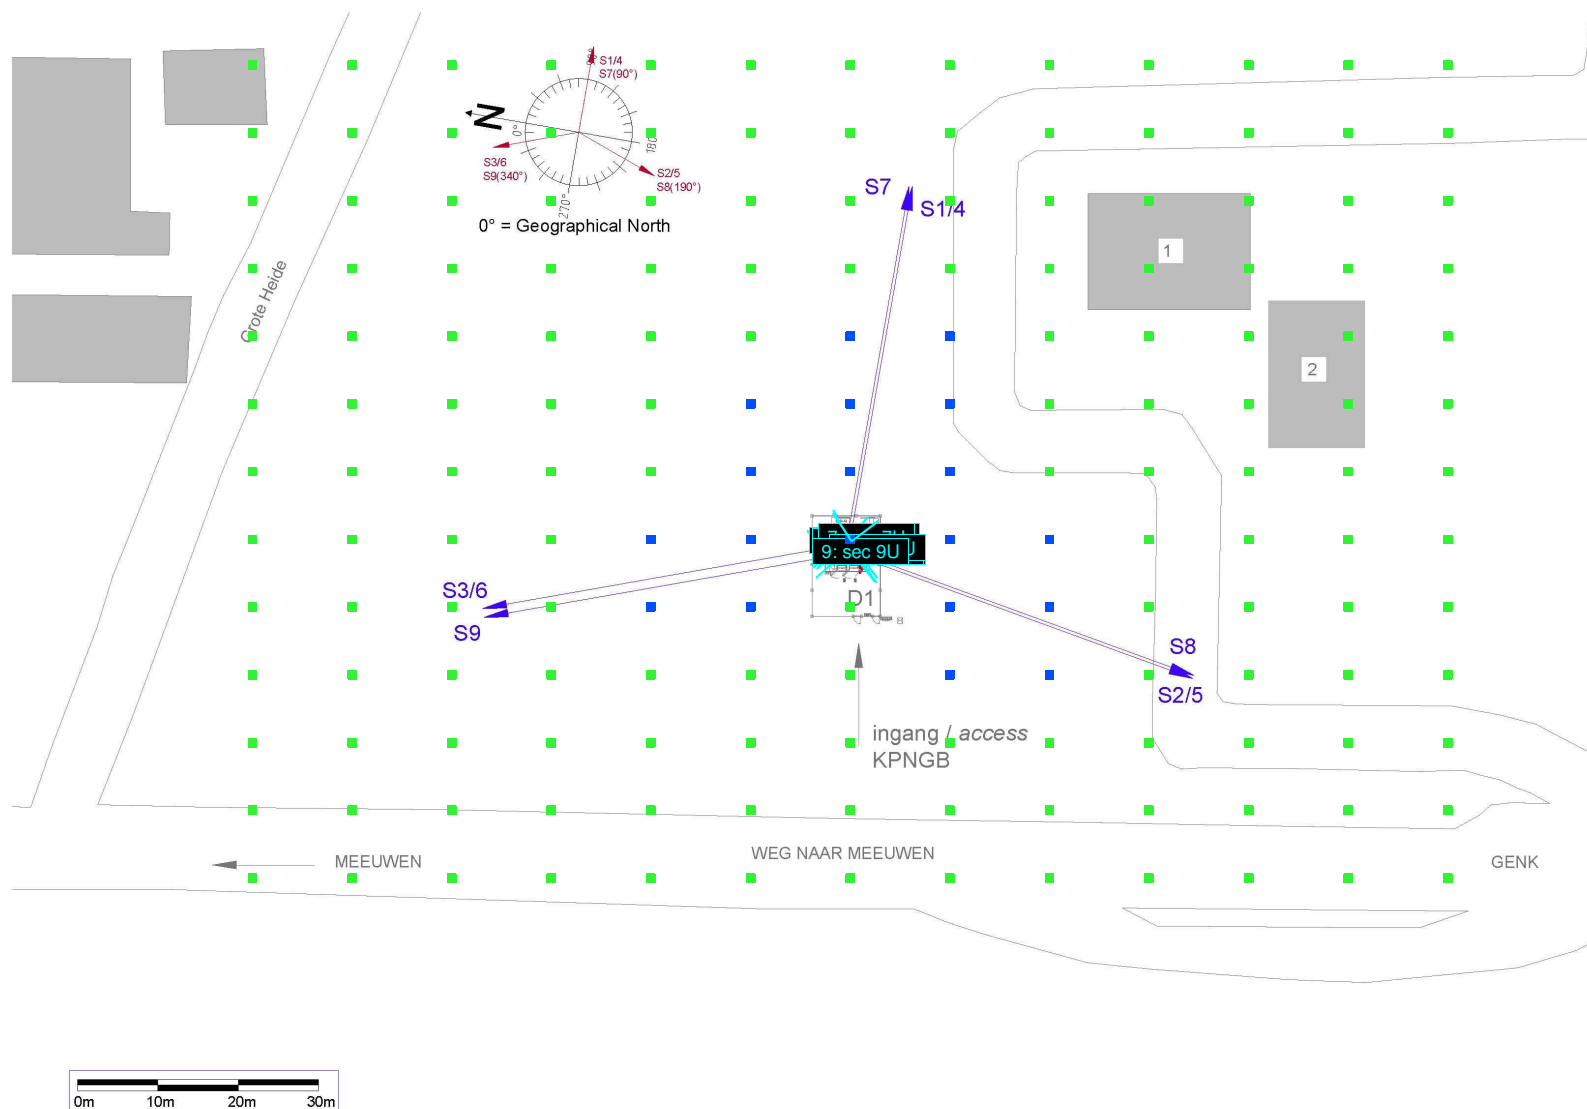 S1/4
S7(90°)
N
0°
180
S3/6
S9(340°)
S2/5
S8(190°)
270°
0° = Geographical North
S7
S1/4
1
Grote Heide
2
9: sec 9U
S3/6
D1
S9
S8
S2/5
ingang / access
KPNGB
WEG NAAR MEEUWEN
MEEUWEN
GENK
0m 10m 20m 30m